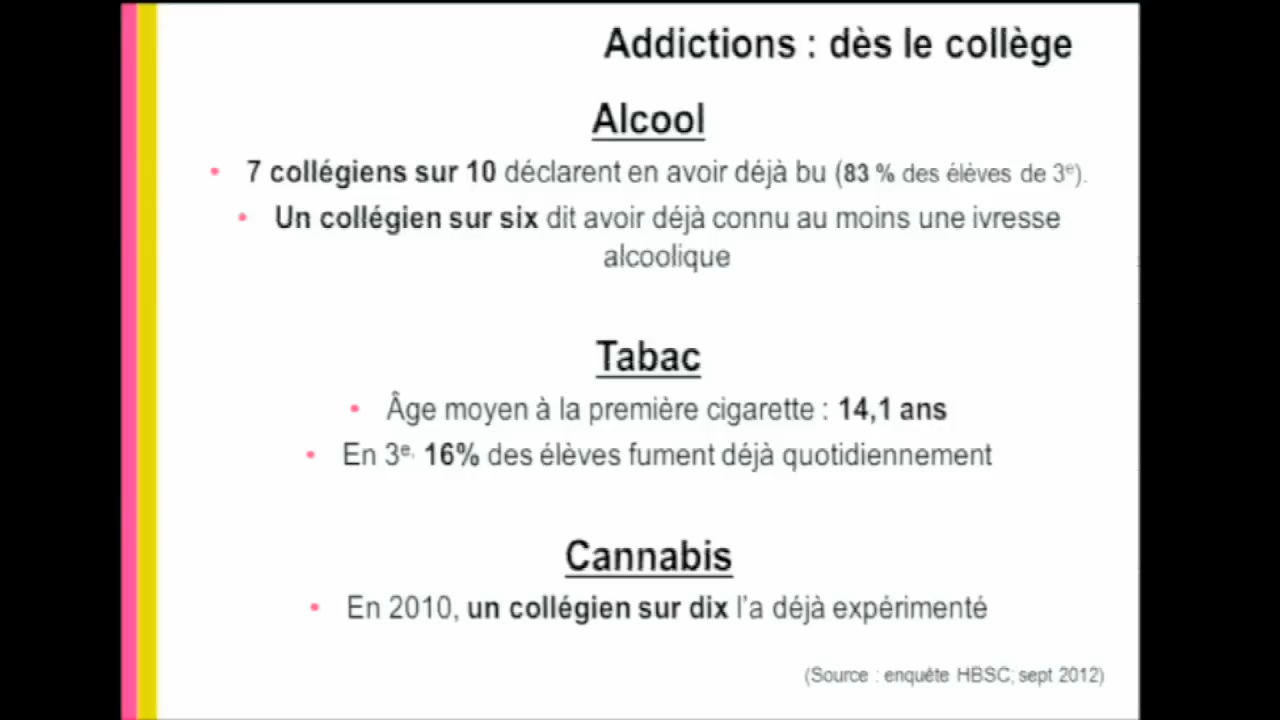 Addictions : dès le collège
Alcool
• 7 collégiens sur 10 déclarent en avoir déjà bu (83 % des élèves de 3e).
• Un collégien sur six dit avoir déjà connu au moins une ivresse
alcoolique
Tabac
• Âge moyen à la première cigarette : 14,1 ans
• En 3e, 16% des élèves fument déjà quotidiennement
Cannabis
• En 2010, un collégien sur dix l'a déjà expérimenté
(Source : enquête HBSC, sept 2012)